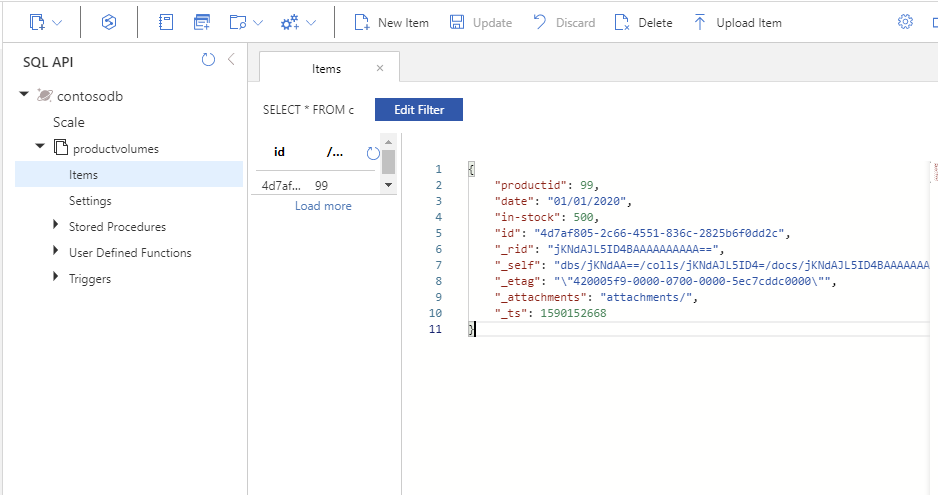 New Item Update Discard Delete Upload Item
SQL API
Items
contosodb
SELECT * FROM c Edit Filter
Scale
productvolumes
id /...
Items
4d7af... 99
Settings
Load more
Stored Procedures
User Defined Functions
Triggers
1 {
2 "productid": 99,
3 "date": "01/01/2020",
4 "in-stock": 500,
5 "id": "4d7af805-2c66-4551-836c-2825b6f0dd2c",
6 "_rid": "jKNdAJL5ID4BAAAAAAAAAA==",
7 "_self": "dbs/jKNdAA==/colls/jKNdAJL5ID4=/docs/jKNdAJL5ID4BAAAAAAA
8 "_etag": "\"420005f9-0000-0700-0000-5ec7cddc0000\"",
9 "_attachments": "attachments/",
10 "_ts": 1590152668
11 }